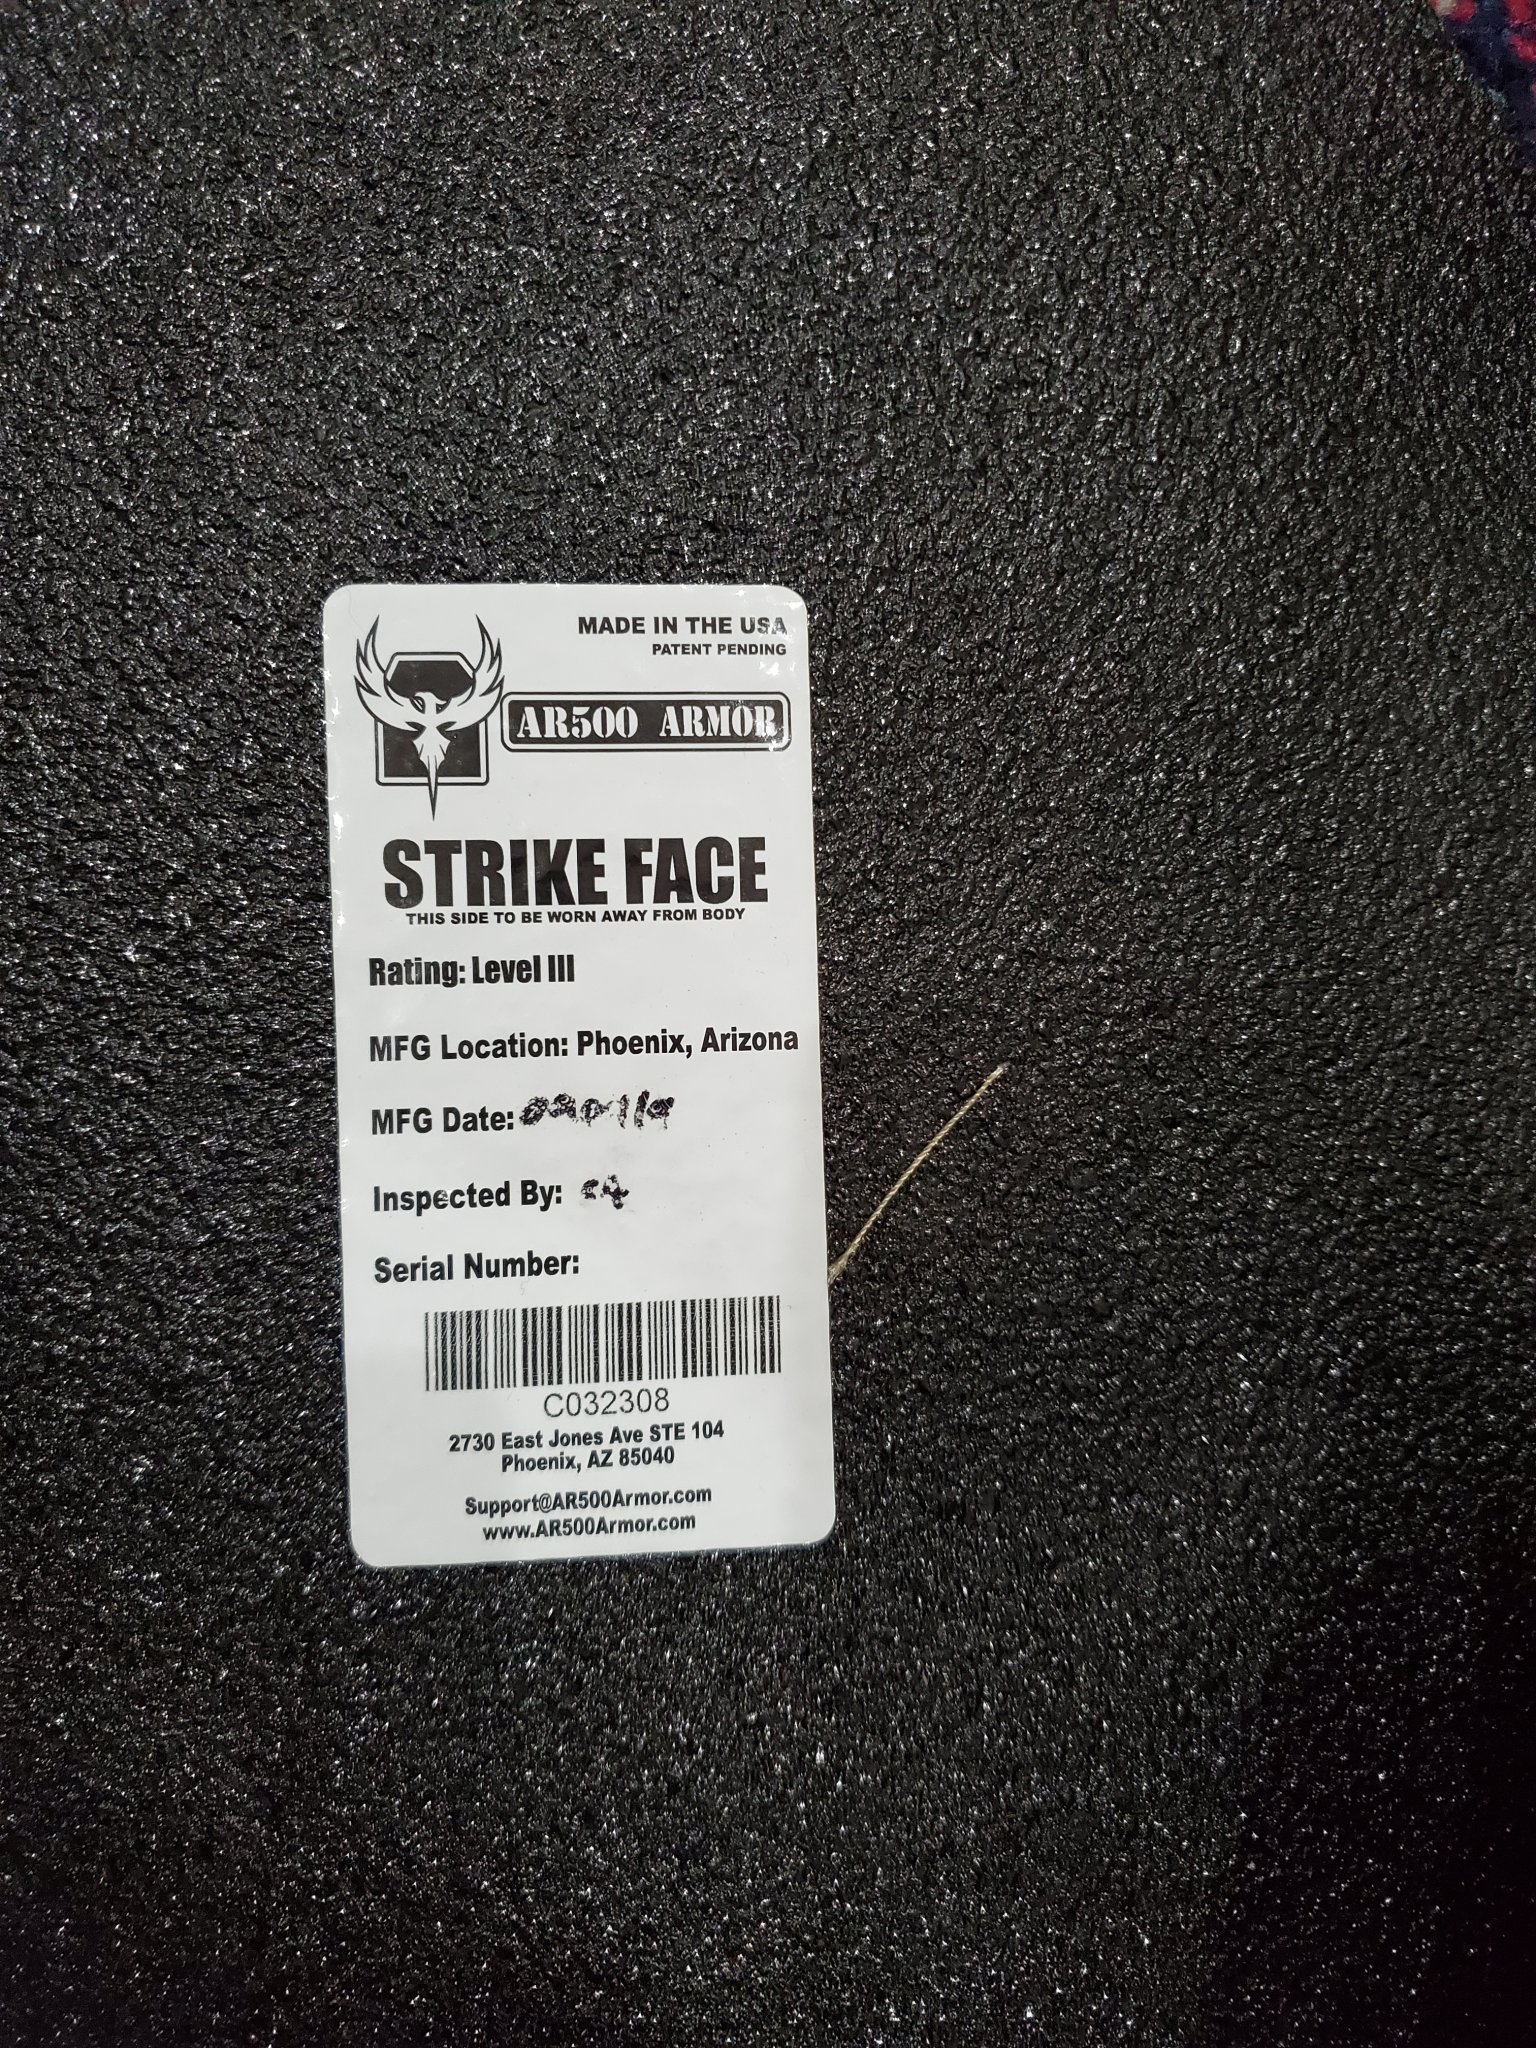 MADE IN THE USA
PATENT PENDING
AR500 ARMOR
STRIKE FACE
THIS SIDE TO BE WORN AWAY FROM BODY
Rating: Level III
MFG Location: Phoenix, Arizona
MFG Date:
Inspected By:
Serial Number:
C032308
2730 East Jones Ave STE 104
Phoenix, AZ 85040
Support@AR500Armor.com
www.AR500Armor.com